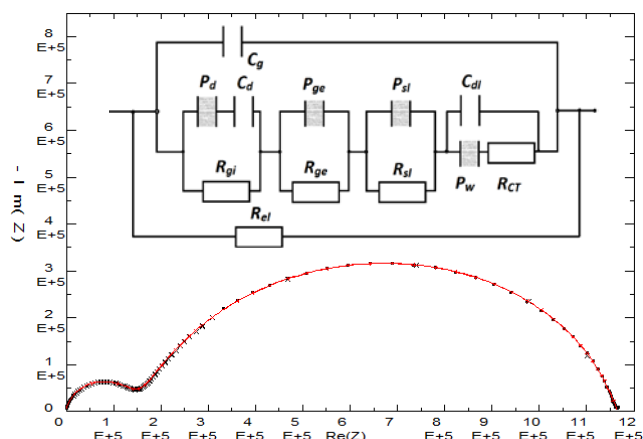 8
E+5
7
E+5
6
E+5
5
E+5
4
E+5
3
E+5
2
E+5
1
E+5
0
- Im(Z)
Cg
Pd Cd Pge Psl Cdl
Rgi Rge Rsl Pw RCT
Rel
0 1 2 3 4 5 6 7 8 9 10 11 12
E+5 E+5 E+5 E+5 E+5 Re(Z) E+5 E+5 E+5 E+5 E+5 E+5